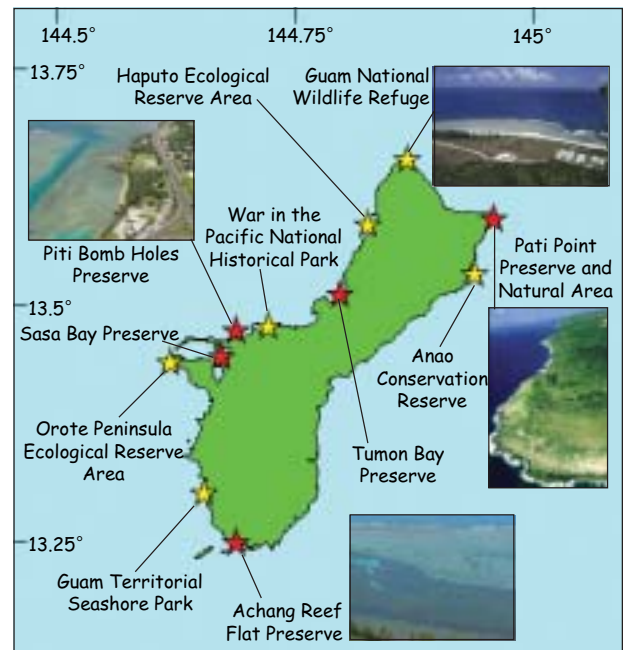 144.5
144.75
145
13.75
Haputo Ecological
Reserve Area
Guam National
Wildlife Refuge
War in the
Pacific National
Historical Park
Piti Bomb Holes
Preserve
Pati Point
Preserve and
Natural Area
13.5°
Sasa Bay Preserve
Anao
Conservation
Reserve
Orote Peninsula
Ecological Reserve
Area
Tumon Bay
Preserve
13.25°
Guam Territorial
Seashore Park
Achang Reef
Flat Preserve